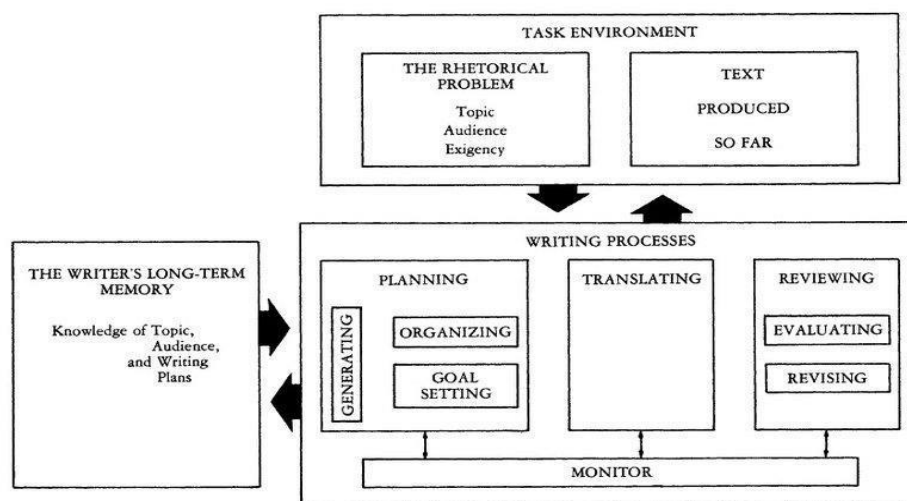 TASK ENVIRONMENT
THE RHETORICAL
PROBLEM
Topic
Audience
Exigency
TEXT
PRODUCED
SO FAR
THE WRITER'S LONG-TERM
MEMORY
Knowledge of Topic,
Audience,
and Writing
Plans
WRITING PROCESSES
PLANNING
GENERATING
ORGANIZING
GOAL
SETTING
TRANSLATING
REVIEWING
EVALUATING
REVISING
MONITOR